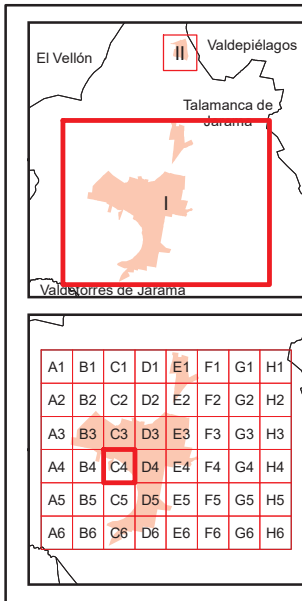 El Vellón
Valdepiélagos
II
Talamanca de
Jarama
I
Valdetorres de Jarama
A1 B1 C1 D1 E1 F1 G1 H1
A2 B2 C2 D2 E2 F2 G2 H2
A3 B3 C3 D3 E3 F3 G3 H3
A4 B4 C4 D4 E4 F4 G4 H4
A5 B5 C5 D5 E5 F5 G5 H5
A6 B6 C6 D6 E6 F6 G6 H6